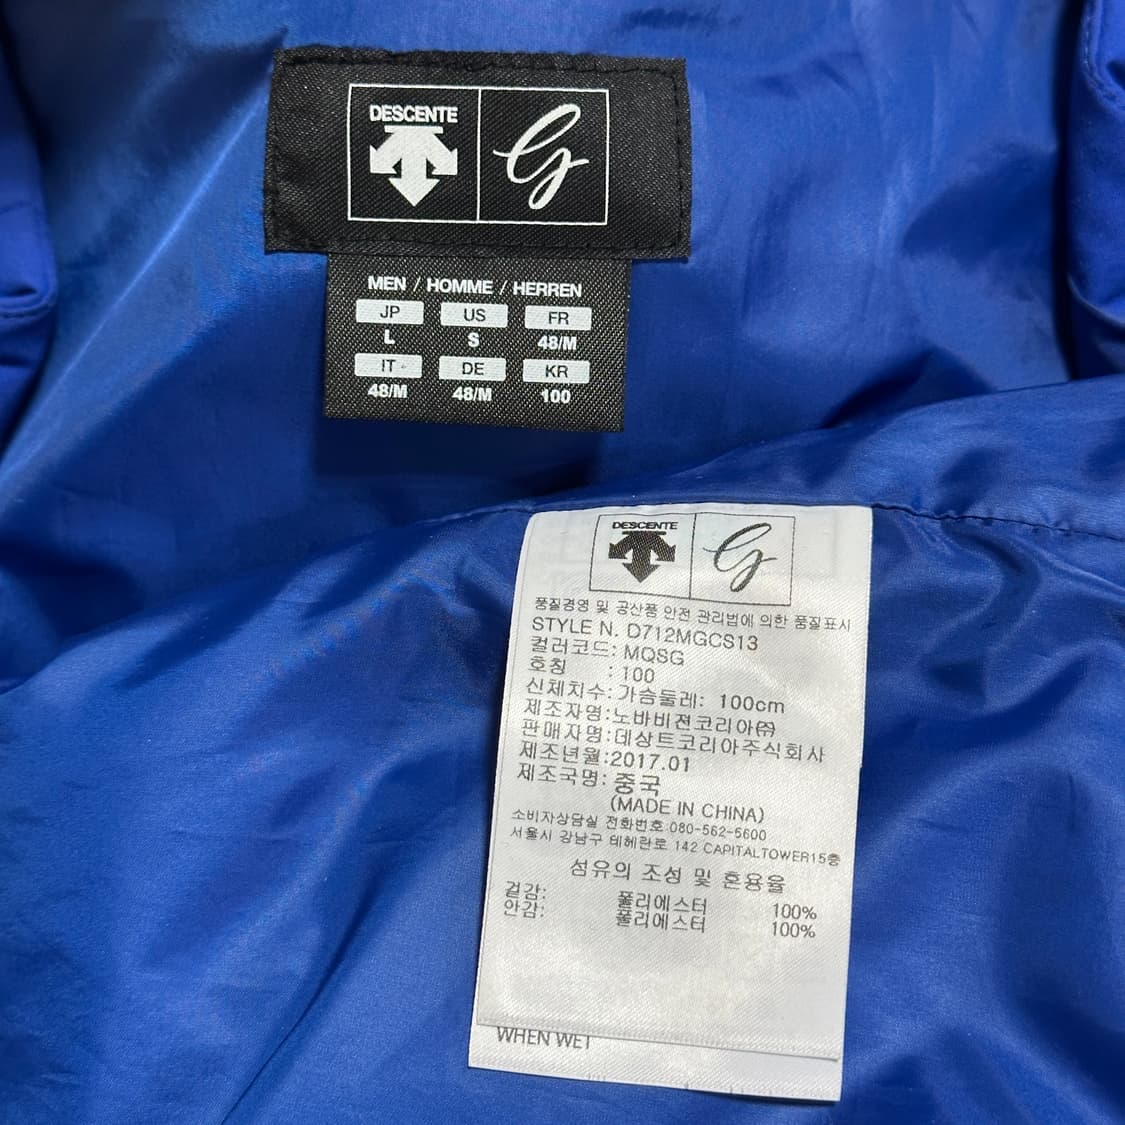 DESCENTE
MEN / HOMME / HERREN
JP US FR
L S 48/M
IT DE KR
48/M 48/M 100
DESCENTE
품질경영 및 공산품 안전 관리법에 의한 품질표시
STYLE N. D712MGCS13
컬러코드: MQSG
호칭 : 100
신체치수: 가슴둘레: 100cm
제조자명:노바비젼코리아㈜
판매자명:데상트코리아주식회사
제조년월:2017.01
제조국명: 중국
(MADE IN CHINA)
소비자상담실 전화번호:080-562-5600
서울시 강남구 테헤란로 142 CAPITALTOWER15층
섬유의 조성 및 혼용율
겉감: 폴리에스터 100%
안감: 폴리에스터 100%
WHEN WET